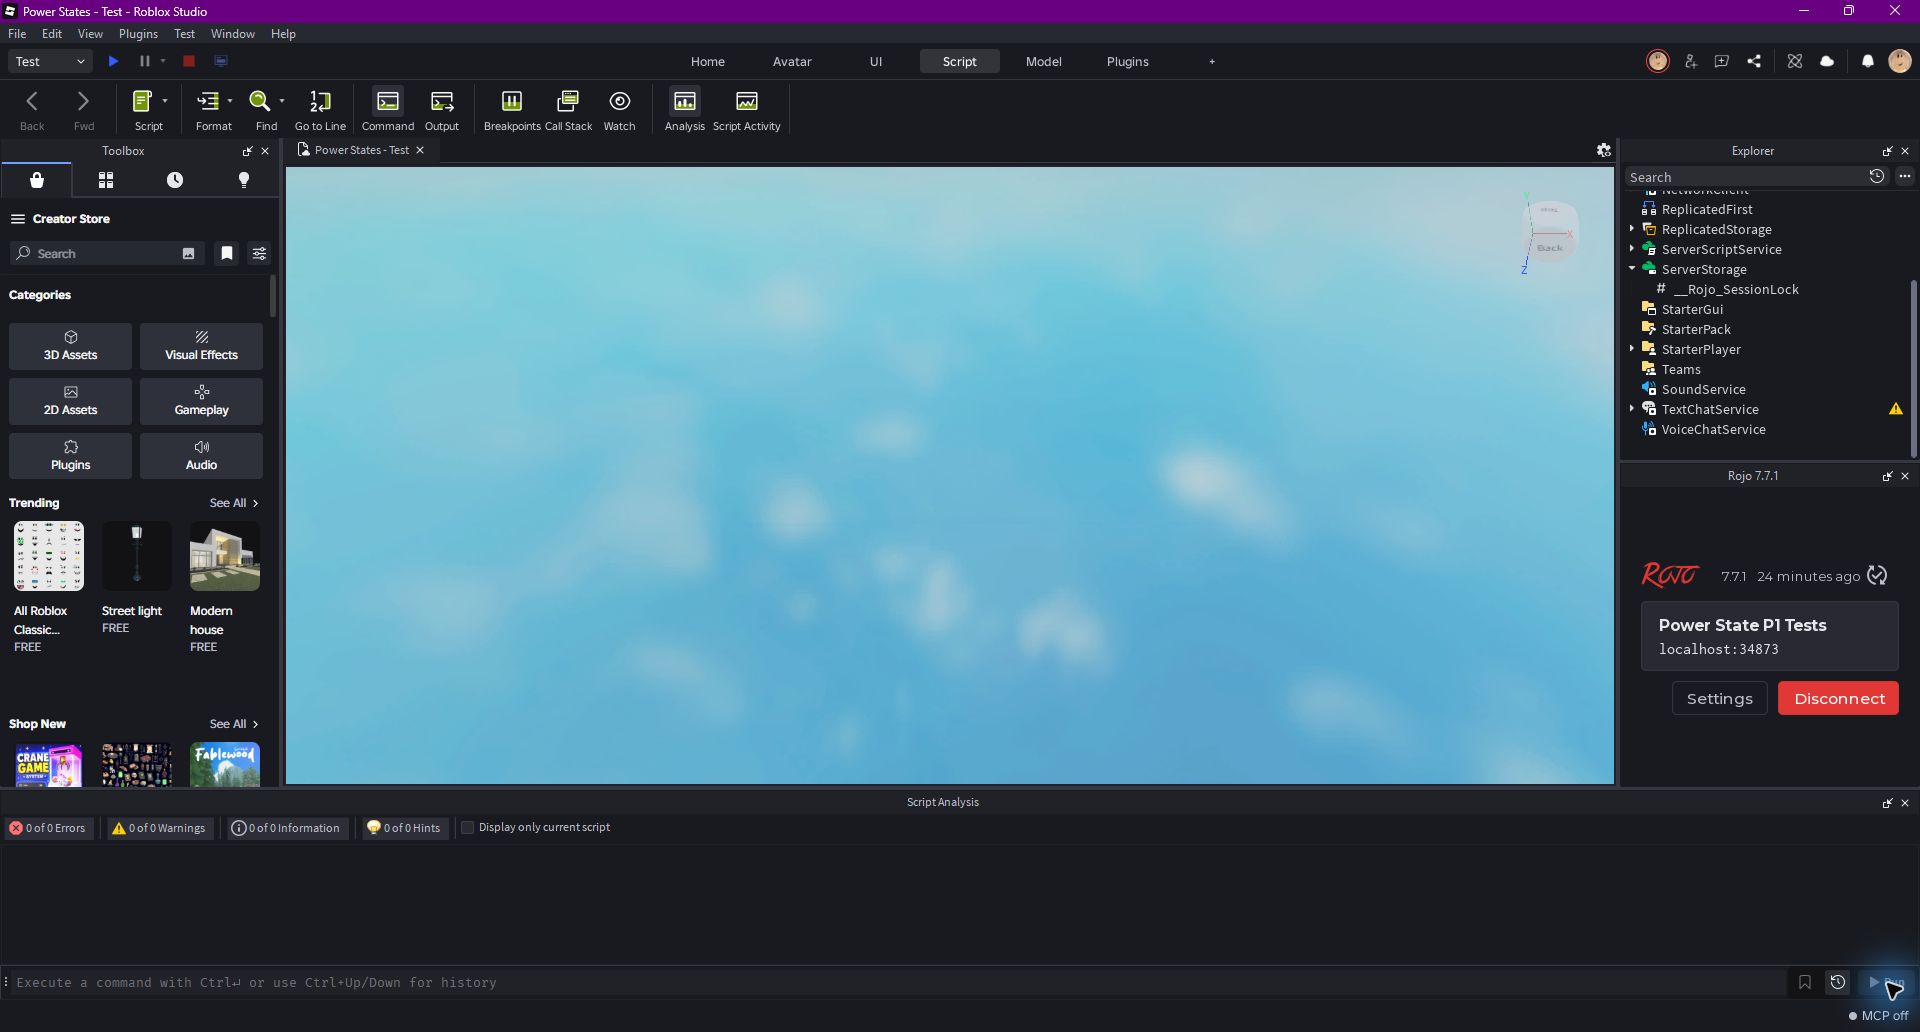 Power States - Test - Roblox Studio
File Edit View Plugins Test Window Help
Test
Home Avatar UI Script Model Plugins +
Back Fwd Script Format Find Go to Line Command Output Breakpoints Call Stack Watch Analysis Script Activity
Toolbox
Creator Store
Search
Categories
3D Assets
Visual Effects
2D Assets
Gameplay
Plugins
Audio
Trending
See All
All Roblox Classic...
FREE
Street light
FREE
Modern house
FREE
Shop New
See All
CRANE GAME
Fablewood
Power States - Test
Y
X
Back
Z
Explorer
Search
NetworkClient
ReplicatedFirst
ReplicatedStorage
ServerScriptService
ServerStorage
# __Rojo_SessionLock
StarterGui
StarterPack
StarterPlayer
Teams
SoundService
TextChatService
VoiceChatService
Rojo 7.7.1
ROJO 7.7.1 24 minutes ago
Power State P1 Tests
localhost:34873
Settings
Disconnect
Script Analysis
0 of 0 Errors
0 of 0 Warnings
0 of 0 Information
0 of 0 Hints
Display only current script
Execute a command with Ctrl↵ or use Ctrl+Up/Down for history
MCP off